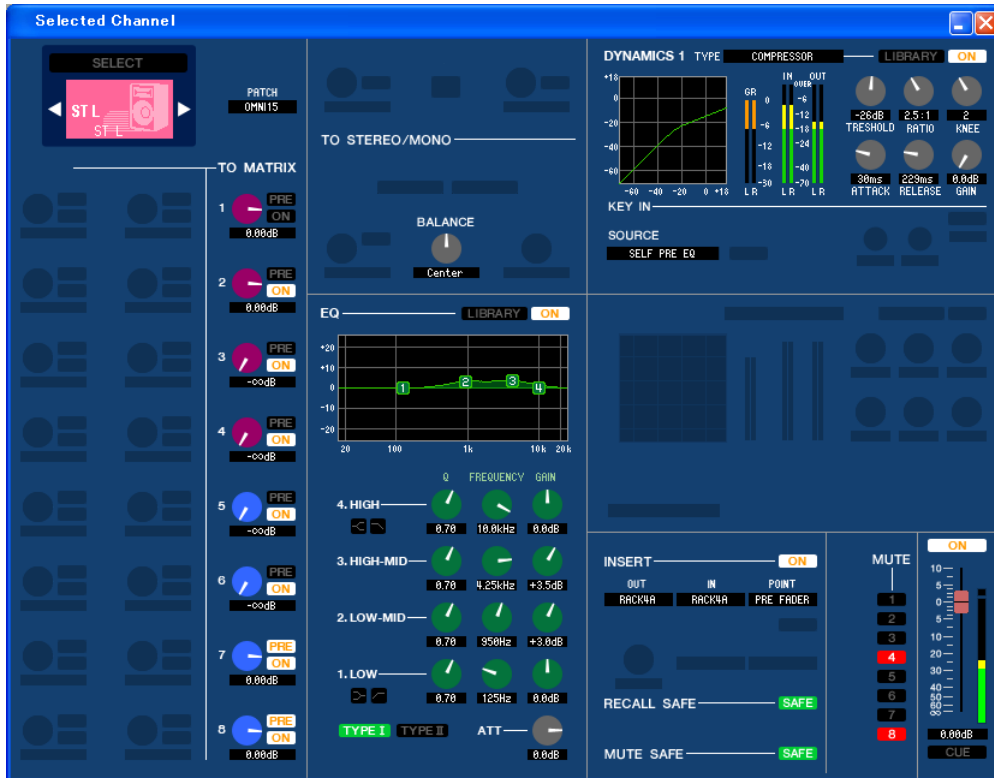 Selected Channel
SELECT
ST L
ST L
PATCH
OMNI15
TO MATRIX
1 PRE
ON
0.00dB
2 PRE
ON
0.00dB
3 PRE
ON
-∞dB
4 PRE
ON
-∞dB
5 PRE
ON
-∞dB
6 PRE
ON
-∞dB
7 PRE
ON
0.00dB
8 PRE
ON
0.00dB
TO STEREO/MONO
BALANCE
Center
EQ LIBRARY ON
+20
+10
0
-10
-20
1 2 3 4
20 100 1k 10k 20k
Q FREQUENCY GAIN
4. HIGH
0.70 10.0kHz 0.0dB
3. HIGH-MID
0.70 4.25kHz +3.5dB
2. LOW-MID
0.70 950Hz +3.0dB
1. LOW
0.70 125Hz 0.0dB
TYPE I TYPE II ATT
0.0dB
DYNAMICS 1 TYPE COMPRESSOR LIBRARY ON
+18
0
-20
-40
-60
-60 -40 -20 0 +18
GR
0
-6
-12
-18
-30
L R
IN OUT
OVER
-6
-12
-18
-24
-40
-70
L R L R
-26dB 2.5:1 2
TRESHOLD RATIO KNEE
30ms 229ms 0.0dB
ATTACK RELEASE GAIN
KEY IN
SOURCE
SELF PRE EQ
INSERT ON
OUT IN POINT
RACK4A RACK4A PRE FADER
RECALL SAFE SAFE
MUTE SAFE SAFE
MUTE
1
2
3
4
5
6
7
8
ON
10
5
0
5
10
20
30
40
50
60
∞
0.00dB
CUE